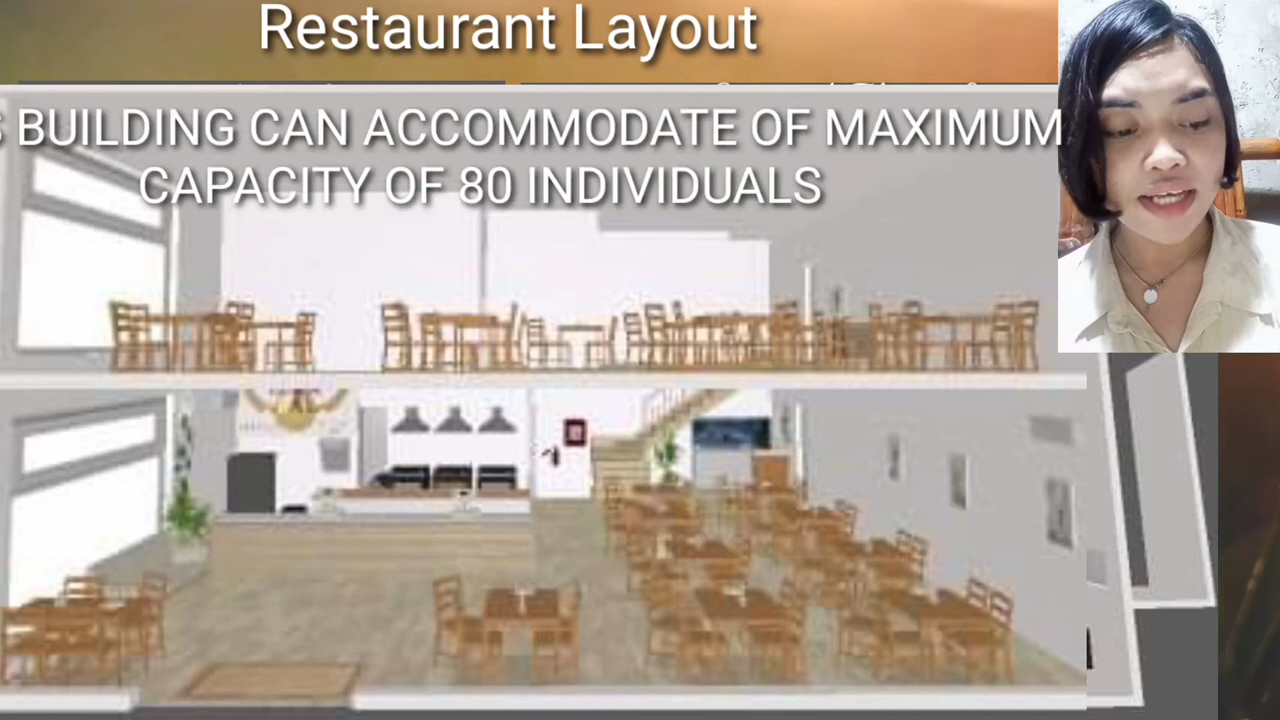 Restaurant Layout
S BUILDING CAN ACCOMMODATE OF MAXIMUM
CAPACITY OF 80 INDIVIDUALS